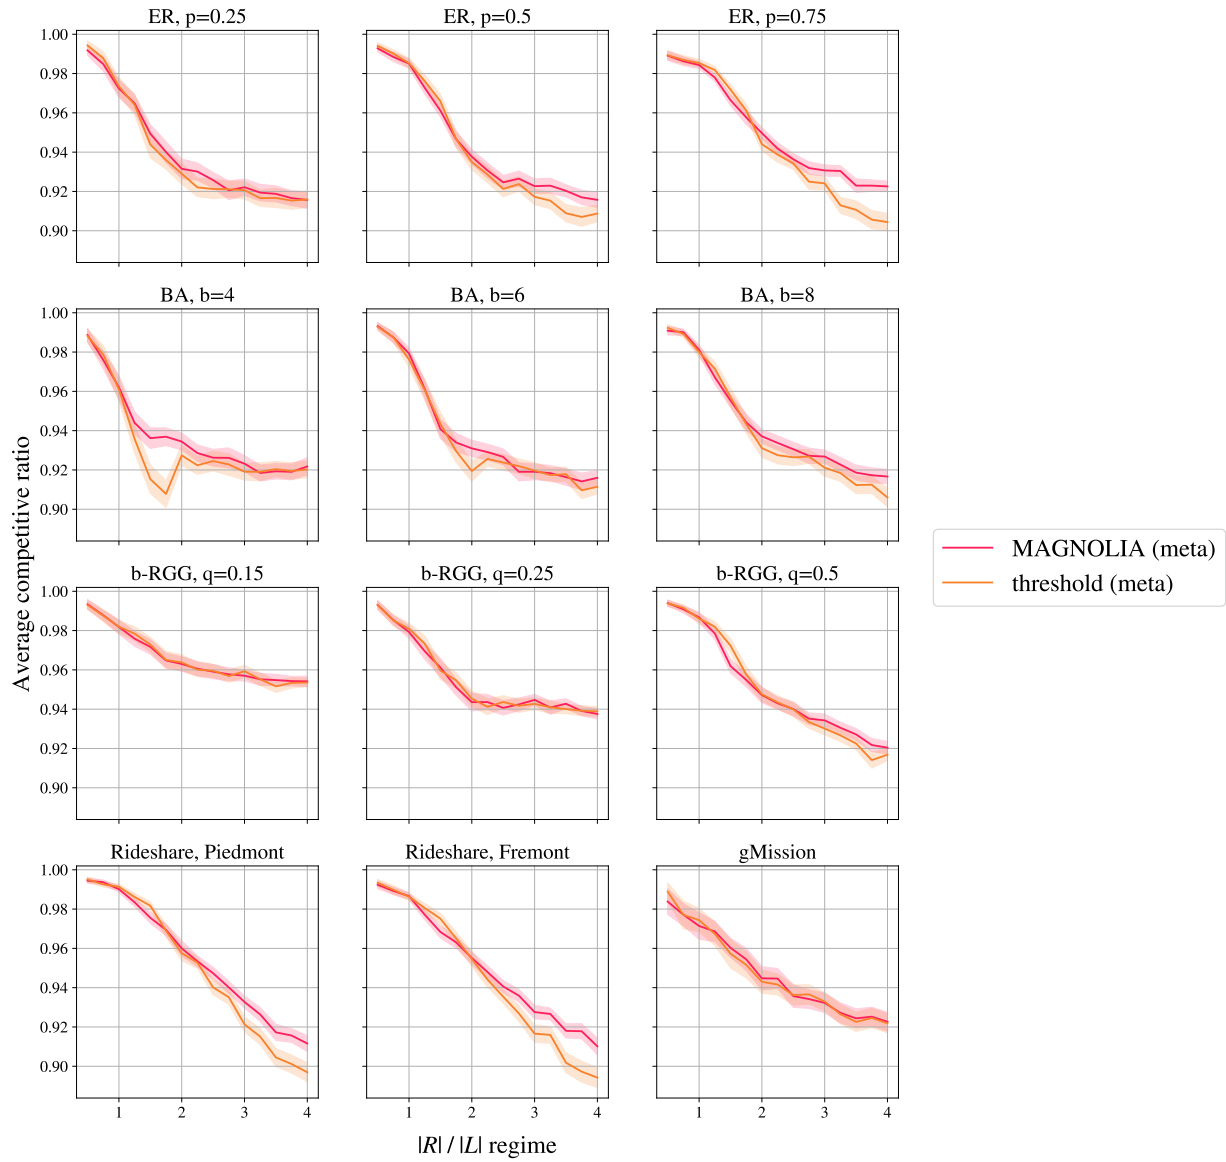 ER, p=0.25
ER, p=0.5
ER, p=0.75
1.00
0.98
0.96
0.94
0.92
0.90
BA, b=4
BA, b=6
BA, b=8
1.00
0.98
0.96
0.94
0.92
0.90
Average competitive ratio
MAGNOLIA (meta)
threshold (meta)
b-RGG, q=0.15
b-RGG, q=0.25
b-RGG, q=0.5
1.00
0.98
0.96
0.94
0.92
0.90
Rideshare, Piedmont
Rideshare, Fremont
gMission
1.00
0.98
0.96
0.94
0.92
0.90
1 2 3 4
1 2 3 4
1 2 3 4
|R| / |L| regime